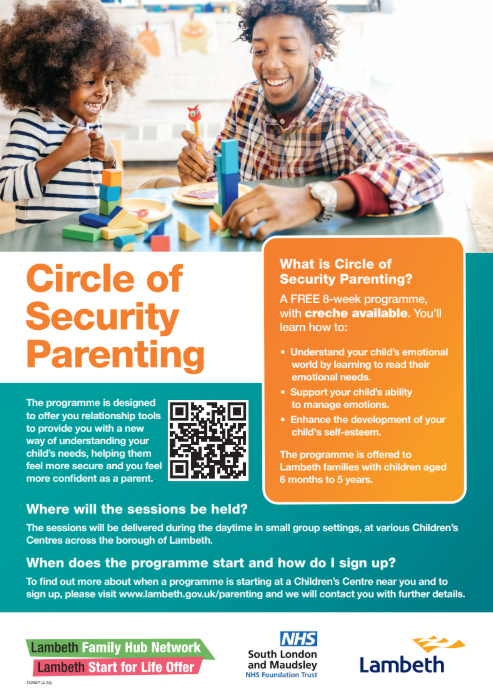 Circle of
Security
Parenting
What is Circle of
Security Parenting?
A FREE 8-week programme,
with creche available. You'll
learn how to:
• Understand your child's emotional
world by learning to read their
emotional needs.
• Support your child's ability
to manage emotions.
• Enhance the development of your
child's self-esteem.
The programme is offered to
Lambeth families with children aged
6 months to 5 years.
The programme is designed
to offer you relationship tools
to provide you with a new
way of understanding your
child's needs, helping them
feel more secure and you feel
more confident as a parent.
Where will the sessions be held?
The sessions will be delivered during the daytime in small group settings, at various Children's
Centres across the borough of Lambeth.
When does the programme start and how do I sign up?
To find out more about when a programme is starting at a Children's Centre near you and to
sign up, please visit www.lambeth.gov.uk/parenting and we will contact you with further details.
Lambeth Family Hub Network
Lambeth Start for Life Offer
NHS
South London
and Maudsley
NHS Foundation Trust
Lambeth